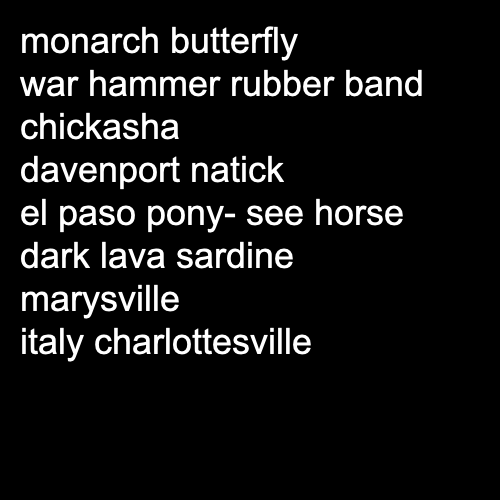 monarch butterfly
war hammer rubber band
chickasha
davenport natick
el paso pony- see horse
dark lava sardine
marysville
italy charlottesville